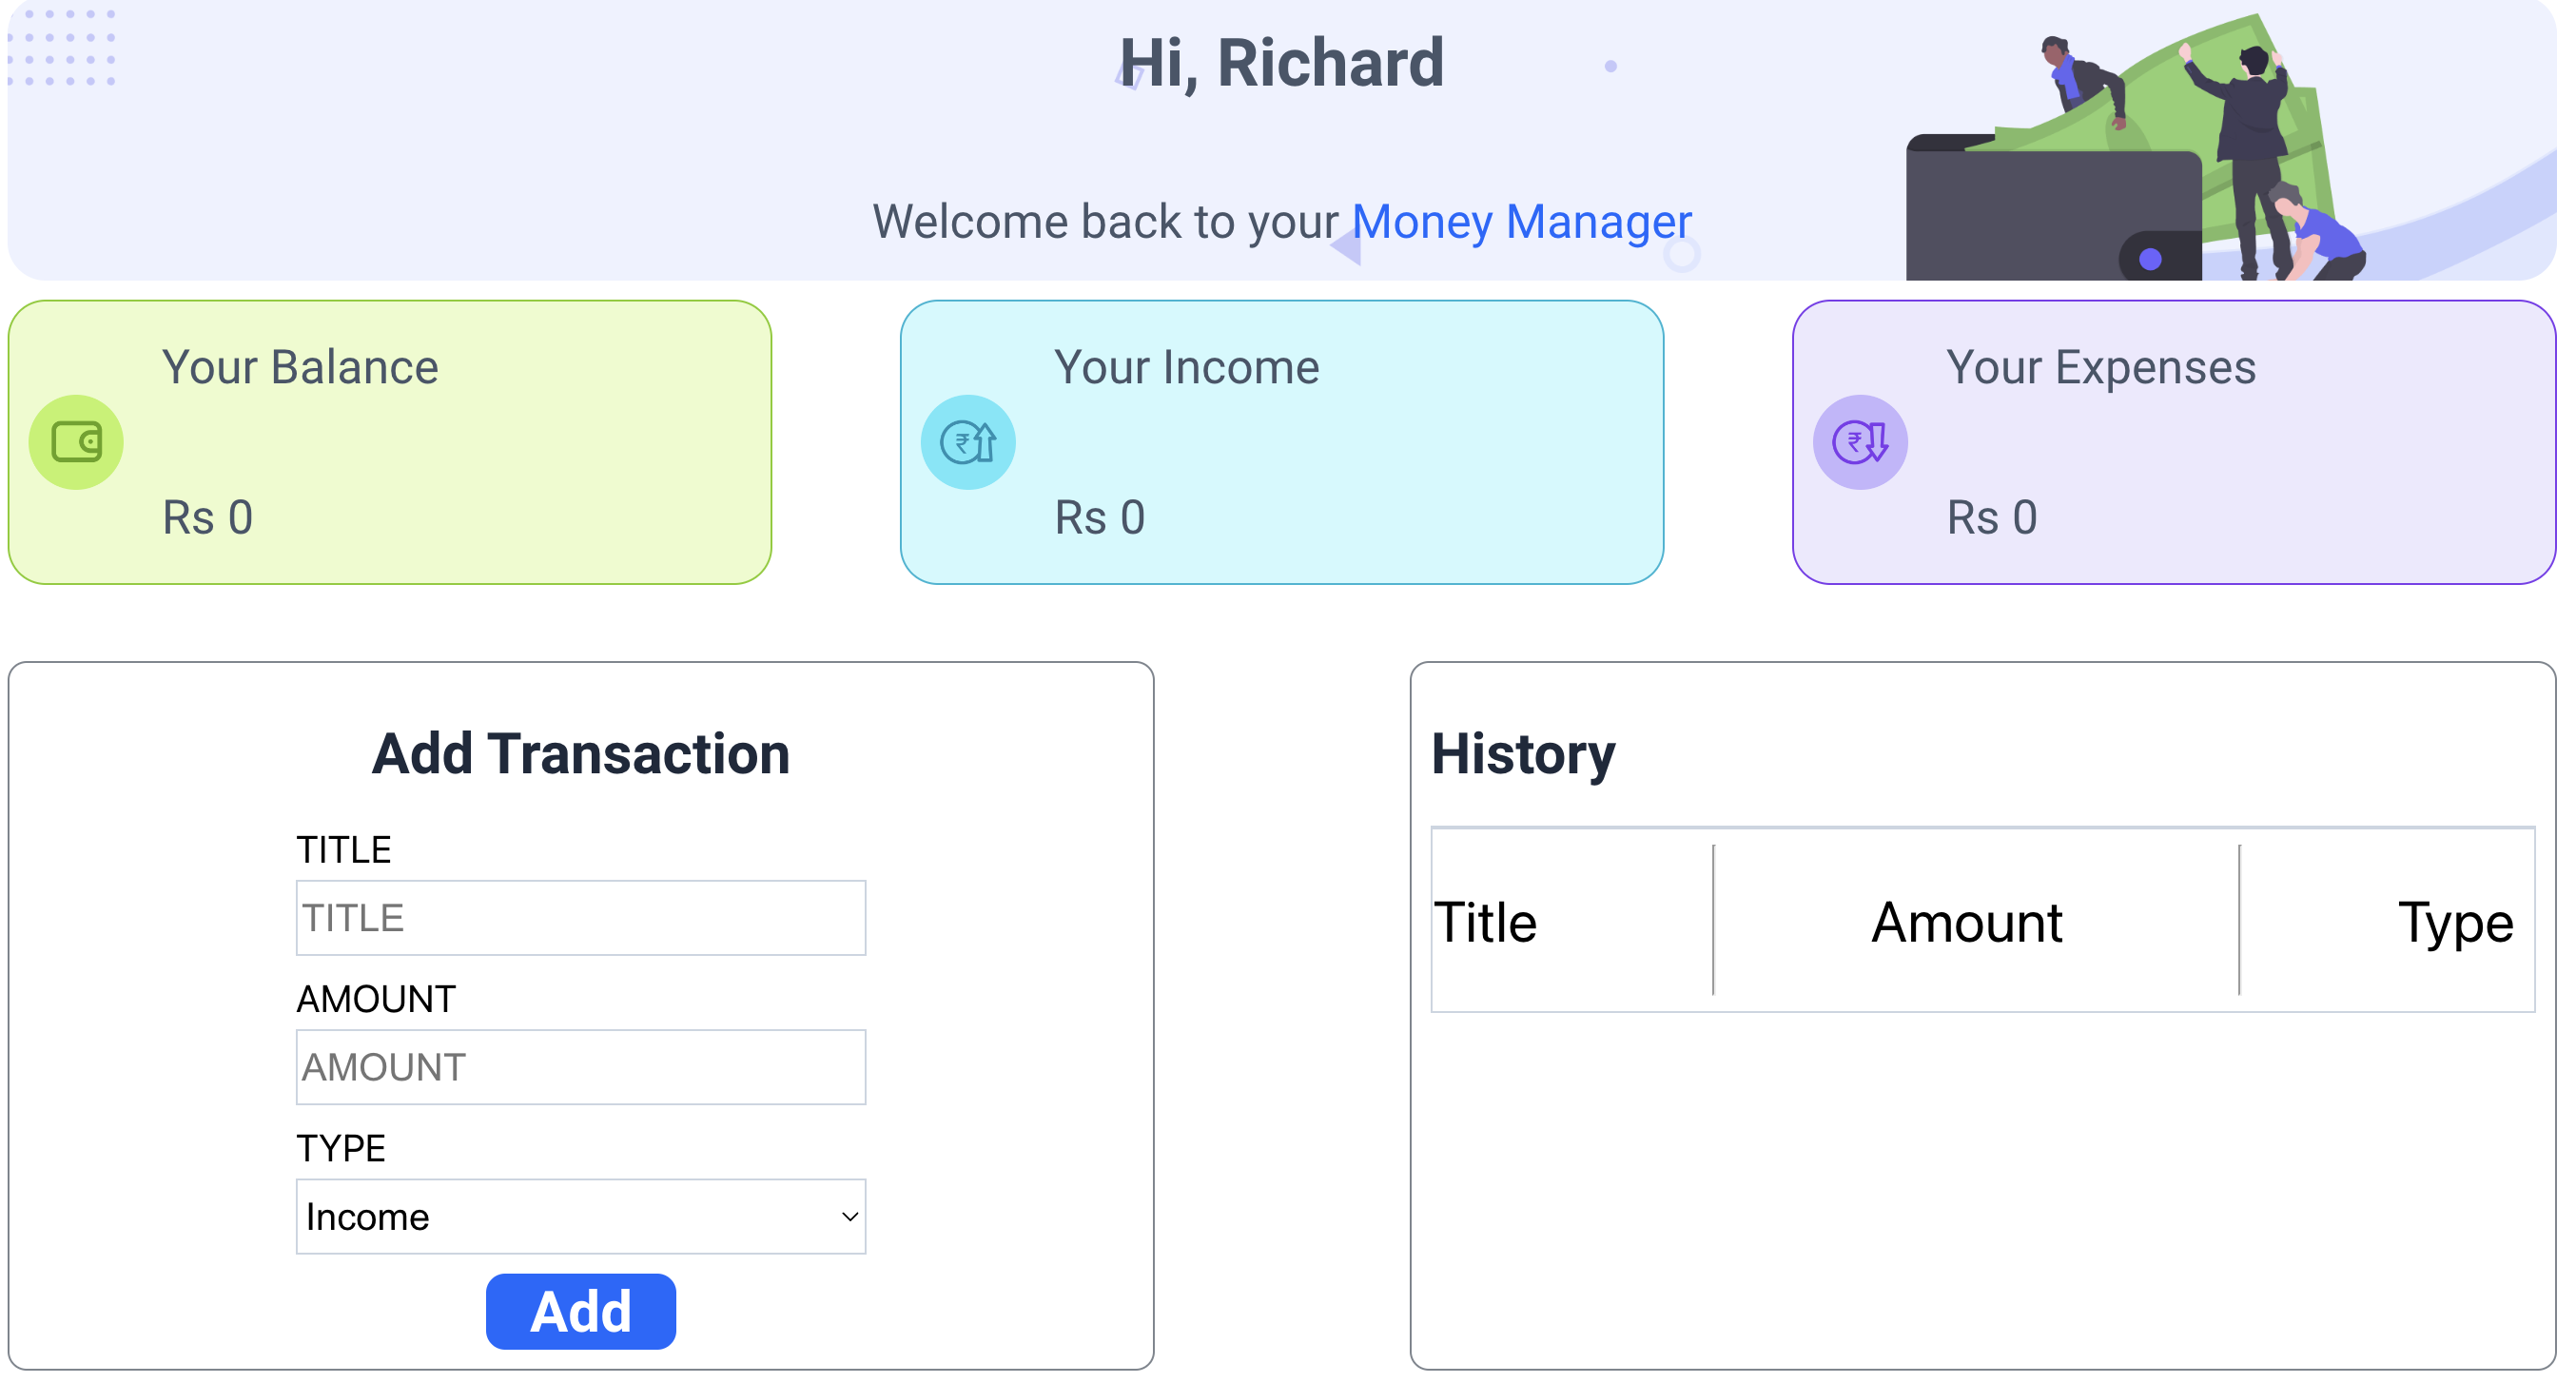 Hi, Richard
Welcome back to your Money Manager
Your Balance
Rs 0
Your Income
₹
Rs 0
Your Expenses
₹
Rs 0
Add Transaction
TITLE
TITLE
AMOUNT
AMOUNT
TYPE
Income
Add
History
Title Amount Type